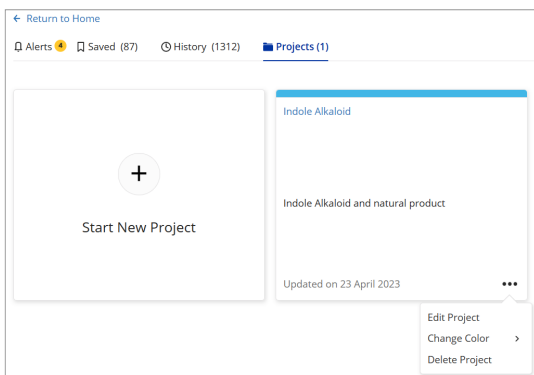 ← Return to Home
Alerts 4 Saved (87) History (1312) Projects (1)
Indole Alkaloid
Start New Project
Indole Alkaloid and natural product
Updated on 23 April 2023
Edit Project
Change Color
Delete Project